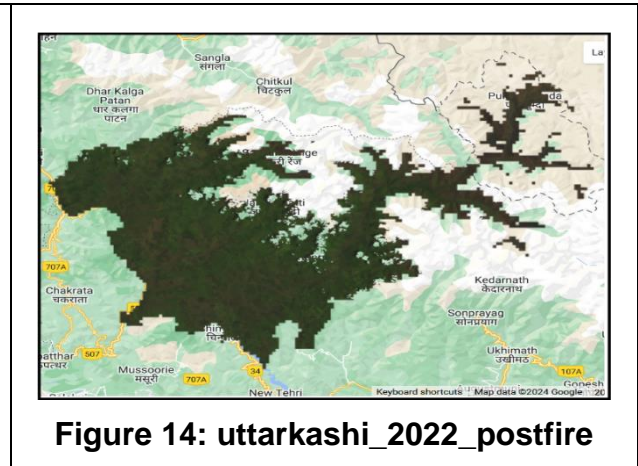 Sangla
संगला
Chitkul
चिटकुल
Dhar Kalga
Patan
धार कलगा
पाटन
707A
Chakrata
चकराता
507
Mussoorie
मसूरी
707A
34
New Tehri
Kedarnath
केदारनाथ
Sonprayag
सोनप्रयाग
Ukhimath
उखीमठ
107A
Keyboard shortcuts Map data ©2024 Google
Figure 14: uttarkashi_2022_postfire